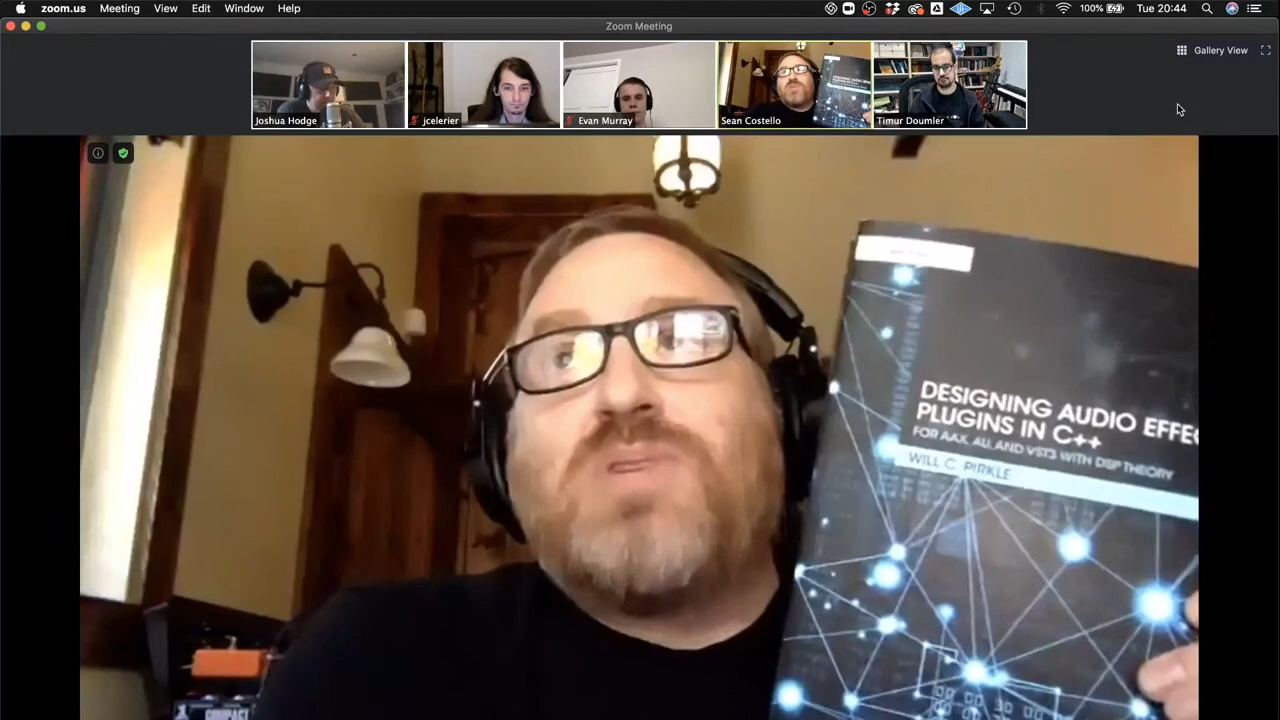 zoom.us Meeting View Edit Window Help 100% Tue 20:44
Zoom Meeting
Gallery View
Joshua Hodge
jcelerier
Evan Murray
Sean Costello
Timur Doumler
DESIGNING AUDIO EFFEC
PLUGINS IN C++
FOR AAX, AU, AND VST3 WITH DSP THEORY
WILL C. PIRKLE
COMPACT